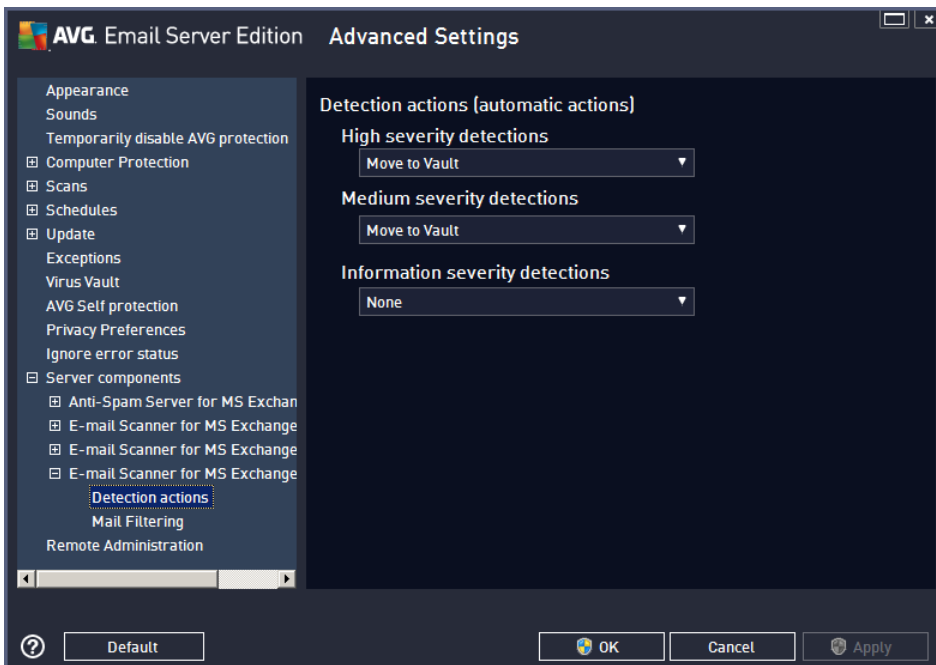 AVG. Email Server Edition Advanced Settings
Appearance
Sounds
Temporarily disable AVG protection
Computer Protection
Scans
Schedules
Update
Exceptions
Virus Vault
AVG Self protection
Privacy Preferences
Ignore error status
Server components
Anti-Spam Server for MS Exchan
E-mail Scanner for MS Exchange
E-mail Scanner for MS Exchange
E-mail Scanner for MS Exchange
Detection actions
Mail Filtering
Remote Administration
Detection actions (automatic actions)
High severity detections
Move to Vault
Medium severity detections
Move to Vault
Information severity detections
None
? Default OK Cancel Apply